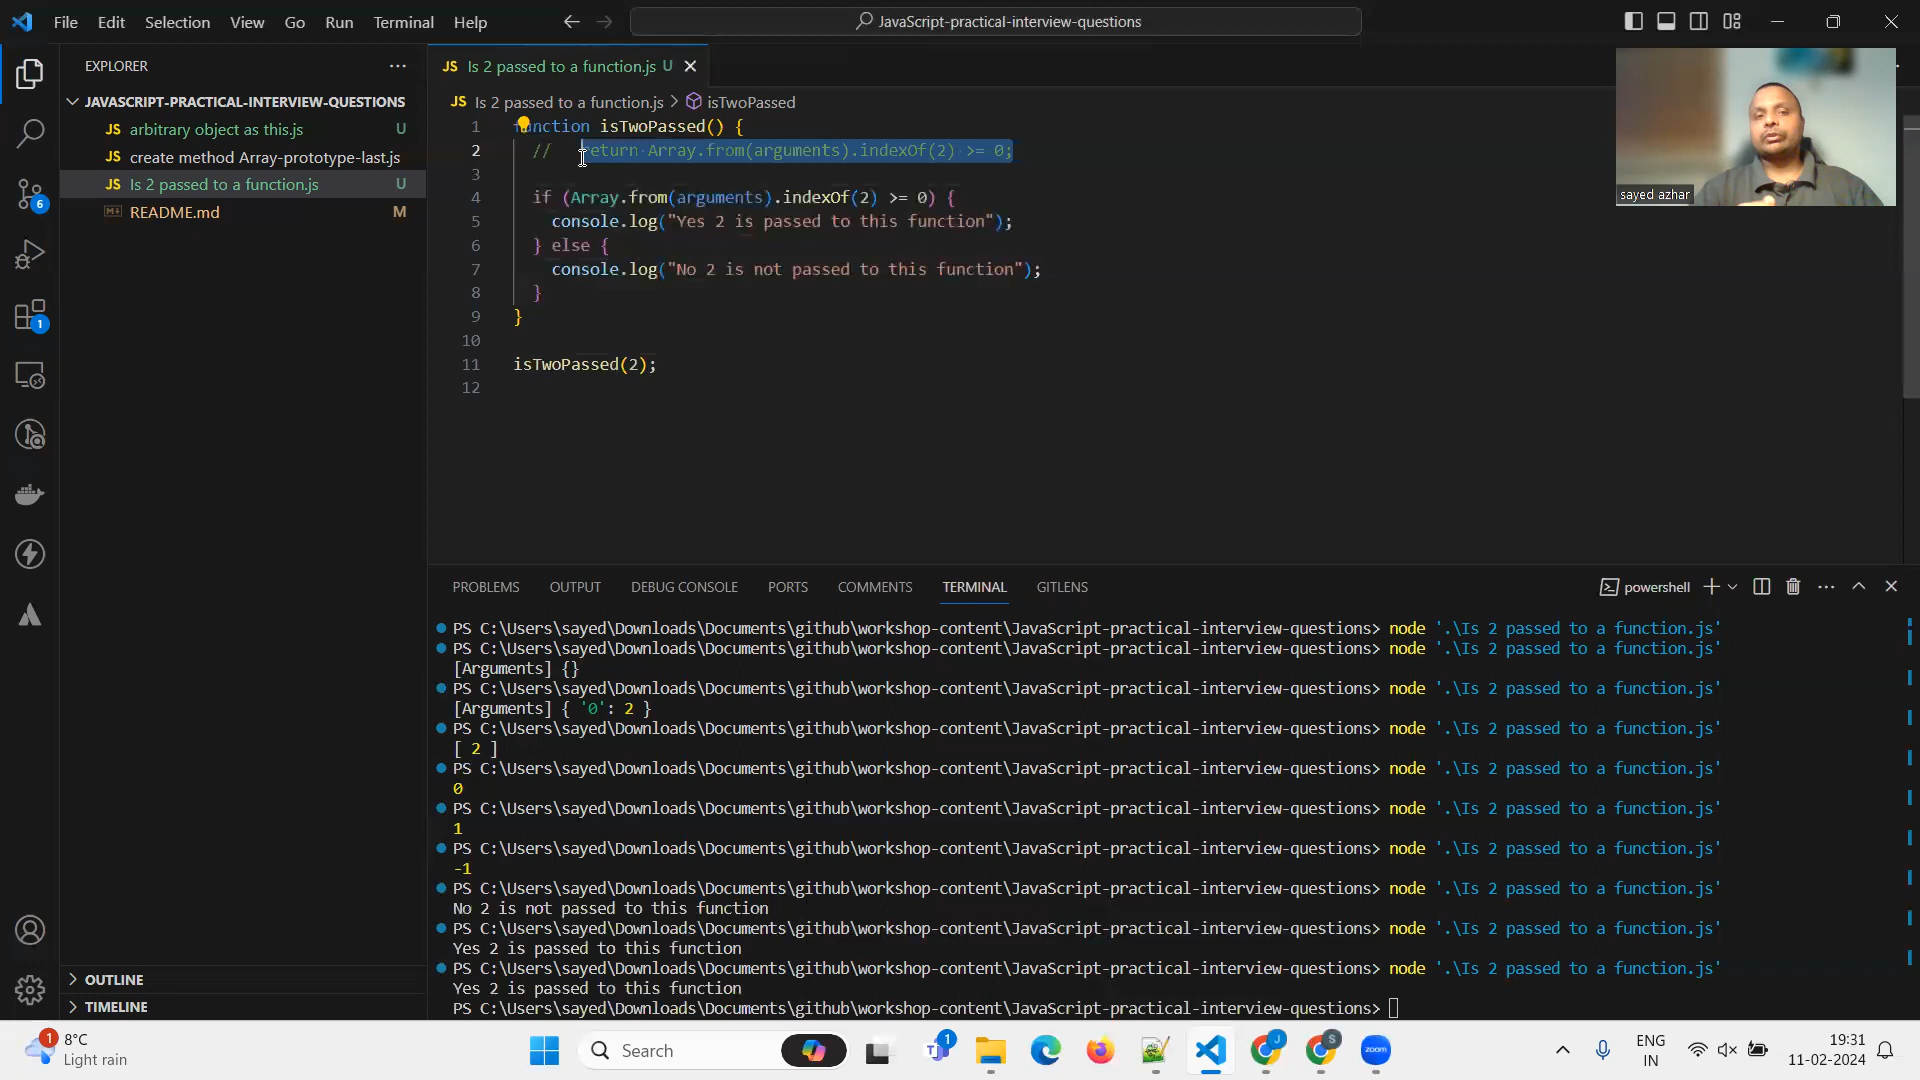 File Edit Selection View Go Run Terminal Help
JavaScript-practical-interview-questions
EXPLORER
JAVASCRIPT-PRACTICAL-INTERVIEW-QUESTIONS
JS arbitrary object as this.js U
JS create method Array-prototype-last.js
JS Is 2 passed to a function.js U
README.md M
6
1
OUTLINE
TIMELINE
JS Is 2 passed to a function.js U
JS Is 2 passed to a function.js > isTwoPassed
1 function isTwoPassed() {
2 // return Array.from(arguments).indexOf(2) >= 0;
3
4 if (Array.from(arguments).indexOf(2) >= 0) {
5 console.log("Yes 2 is passed to this function");
6 } else {
7 console.log("No 2 is not passed to this function");
8 }
9 }
10
11 isTwoPassed(2);
12
sayed azhar
PROBLEMS OUTPUT DEBUG CONSOLE PORTS COMMENTS TERMINAL GITLENS
powershell
PS C:\Users\sayed\Downloads\Documents\github\workshop-content\JavaScript-practical-interview-questions> node '.\Is 2 passed to a function.js'
PS C:\Users\sayed\Downloads\Documents\github\workshop-content\JavaScript-practical-interview-questions> node '.\Is 2 passed to a function.js'
[Arguments] {}
PS C:\Users\sayed\Downloads\Documents\github\workshop-content\JavaScript-practical-interview-questions> node '.\Is 2 passed to a function.js'
[Arguments] { '0': 2 }
PS C:\Users\sayed\Downloads\Documents\github\workshop-content\JavaScript-practical-interview-questions> node '.\Is 2 passed to a function.js'
[ 2 ]
PS C:\Users\sayed\Downloads\Documents\github\workshop-content\JavaScript-practical-interview-questions> node '.\Is 2 passed to a function.js'
0
PS C:\Users\sayed\Downloads\Documents\github\workshop-content\JavaScript-practical-interview-questions> node '.\Is 2 passed to a function.js'
1
PS C:\Users\sayed\Downloads\Documents\github\workshop-content\JavaScript-practical-interview-questions> node '.\Is 2 passed to a function.js'
-1
PS C:\Users\sayed\Downloads\Documents\github\workshop-content\JavaScript-practical-interview-questions> node '.\Is 2 passed to a function.js'
No 2 is not passed to this function
PS C:\Users\sayed\Downloads\Documents\github\workshop-content\JavaScript-practical-interview-questions> node '.\Is 2 passed to a function.js'
Yes 2 is passed to this function
PS C:\Users\sayed\Downloads\Documents\github\workshop-content\JavaScript-practical-interview-questions> node '.\Is 2 passed to a function.js'
Yes 2 is passed to this function
PS C:\Users\sayed\Downloads\Documents\github\workshop-content\JavaScript-practical-interview-questions>
1
8°C
Light rain
Search
1
J
S
zoom
ENG
IN
19:31
11-02-2024